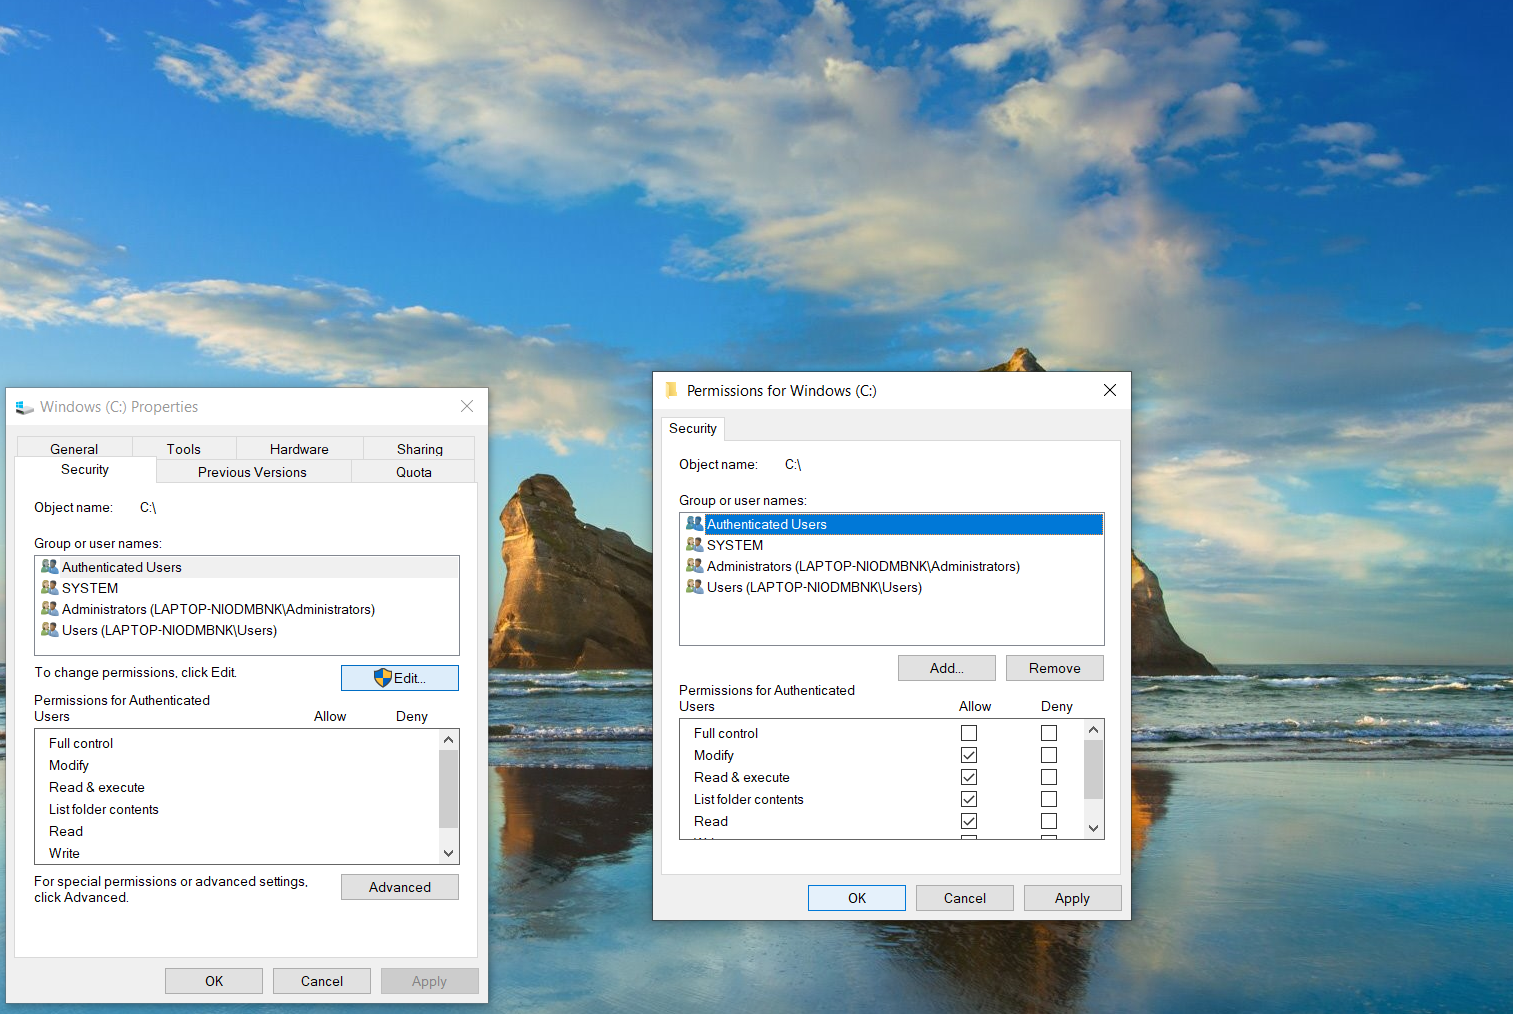 Windows (C:) Properties
General
Tools
Hardware
Sharing
Security
Previous Versions
Quota
Object name: C:\
Group or user names:
Authenticated Users
SYSTEM
Administrators (LAPTOP-NIODMBNK\Administrators)
Users (LAPTOP-NIODMBNK\Users)
To change permissions, click Edit.
Edit...
Permissions for Authenticated
Users
Allow
Deny
Full control
Modify
Read & execute
List folder contents
Read
Write
For special permissions or advanced settings,
click Advanced.
Advanced
OK
Cancel
Apply
Permissions for Windows (C:)
Security
Object name: C:\
Group or user names:
Authenticated Users
SYSTEM
Administrators (LAPTOP-NIODMBNK\Administrators)
Users (LAPTOP-NIODMBNK\Users)
Add...
Remove
Permissions for Authenticated
Users
Allow
Deny
Full control
Modify
Read & execute
List folder contents
Read
OK
Cancel
Apply